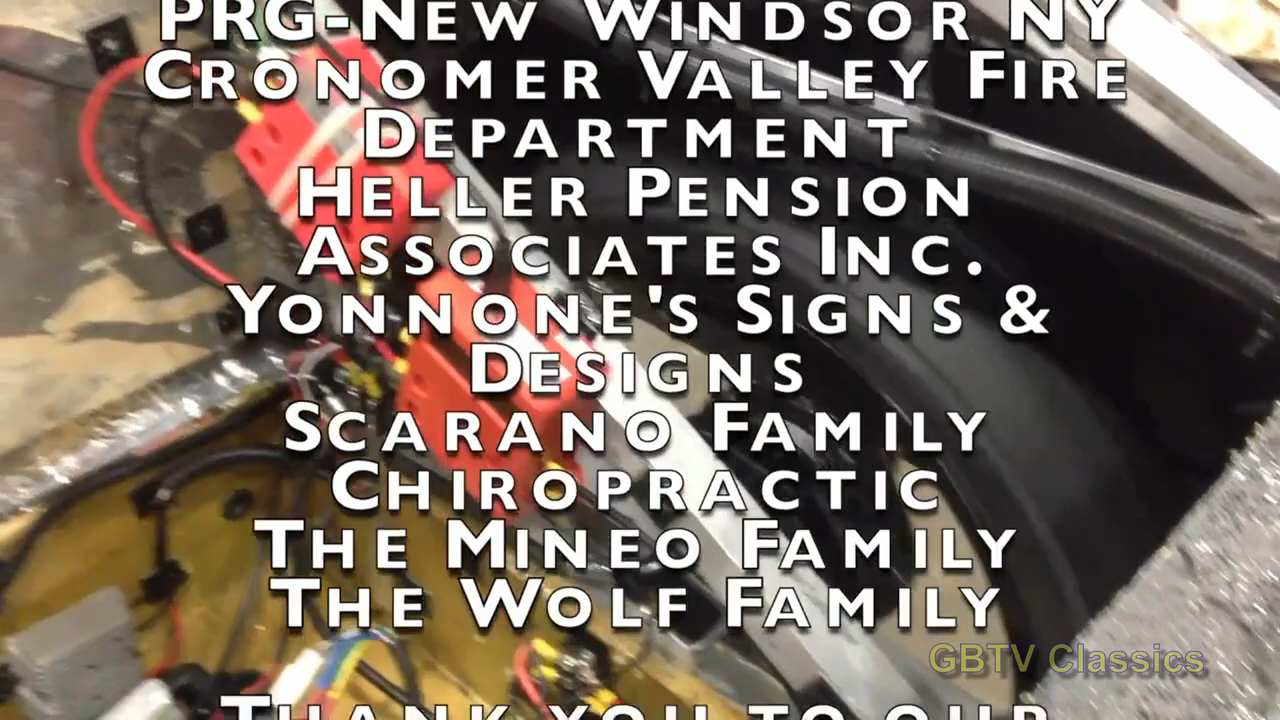 PRG-New Windsor NY
Cronomer Valley Fire
Department
Heller Pension
Associates Inc.
Yonnone's Signs &
Designs
Scarano Family
Chiropractic
The Mineo Family
The Wolf Family
GBTV Classics
Thank you to our